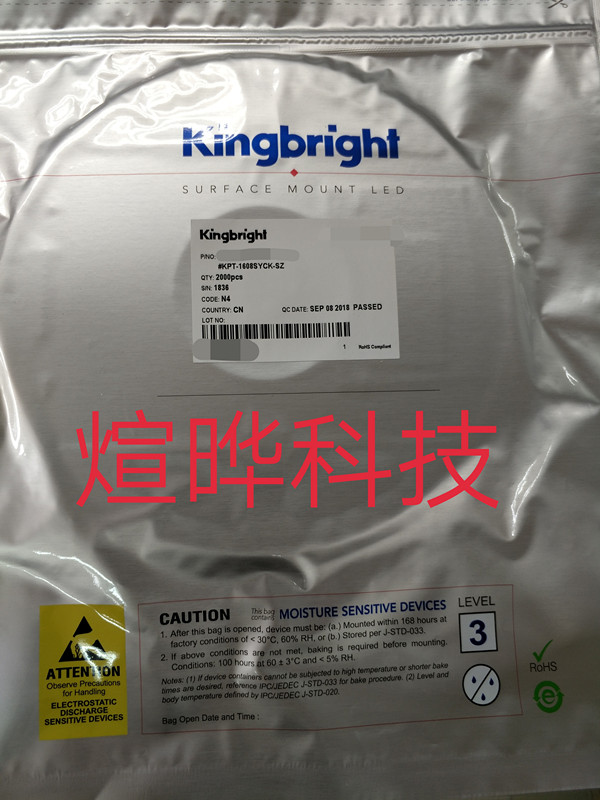 Kingbright
SURFACE MOUNT LED
Kingbright
P/NO:
#KPT-1608SYCK-SZ
QTY: 2000pcs
S/N: 1836
CODE: N4
COUNTRY: CN QC DATE: SEP 08 2018 PASSED
LOT NO:
1 RoHS Compliant
煊晔科技
ATTENTION
Observe Precautions
for Handling
ELECTROSTATIC
DISCHARGE
SENSITIVE DEVICES
CAUTION This bag contains MOISTURE SENSITIVE DEVICES
1. After this bag is opened, device must be: (a.) Mounted within 168 hours at
factory conditions of < 30°C, 60% RH, or (b.) Stored per J-STD-033.
2. If above conditions are not met, baking is required before mounting.
Conditions: 100 hours at 60 ± 3°C and < 5% RH.
Notes: (1) If device containers cannot be subjected to high temperature or shorter bake
times are desired, reference IPC/JEDEC J-STD-033 for bake procedure. (2) Level and
body temperature defined by IPC/JEDEC J-STD-020.
Bag Open Date and Time :
LEVEL
3
RoHS
e